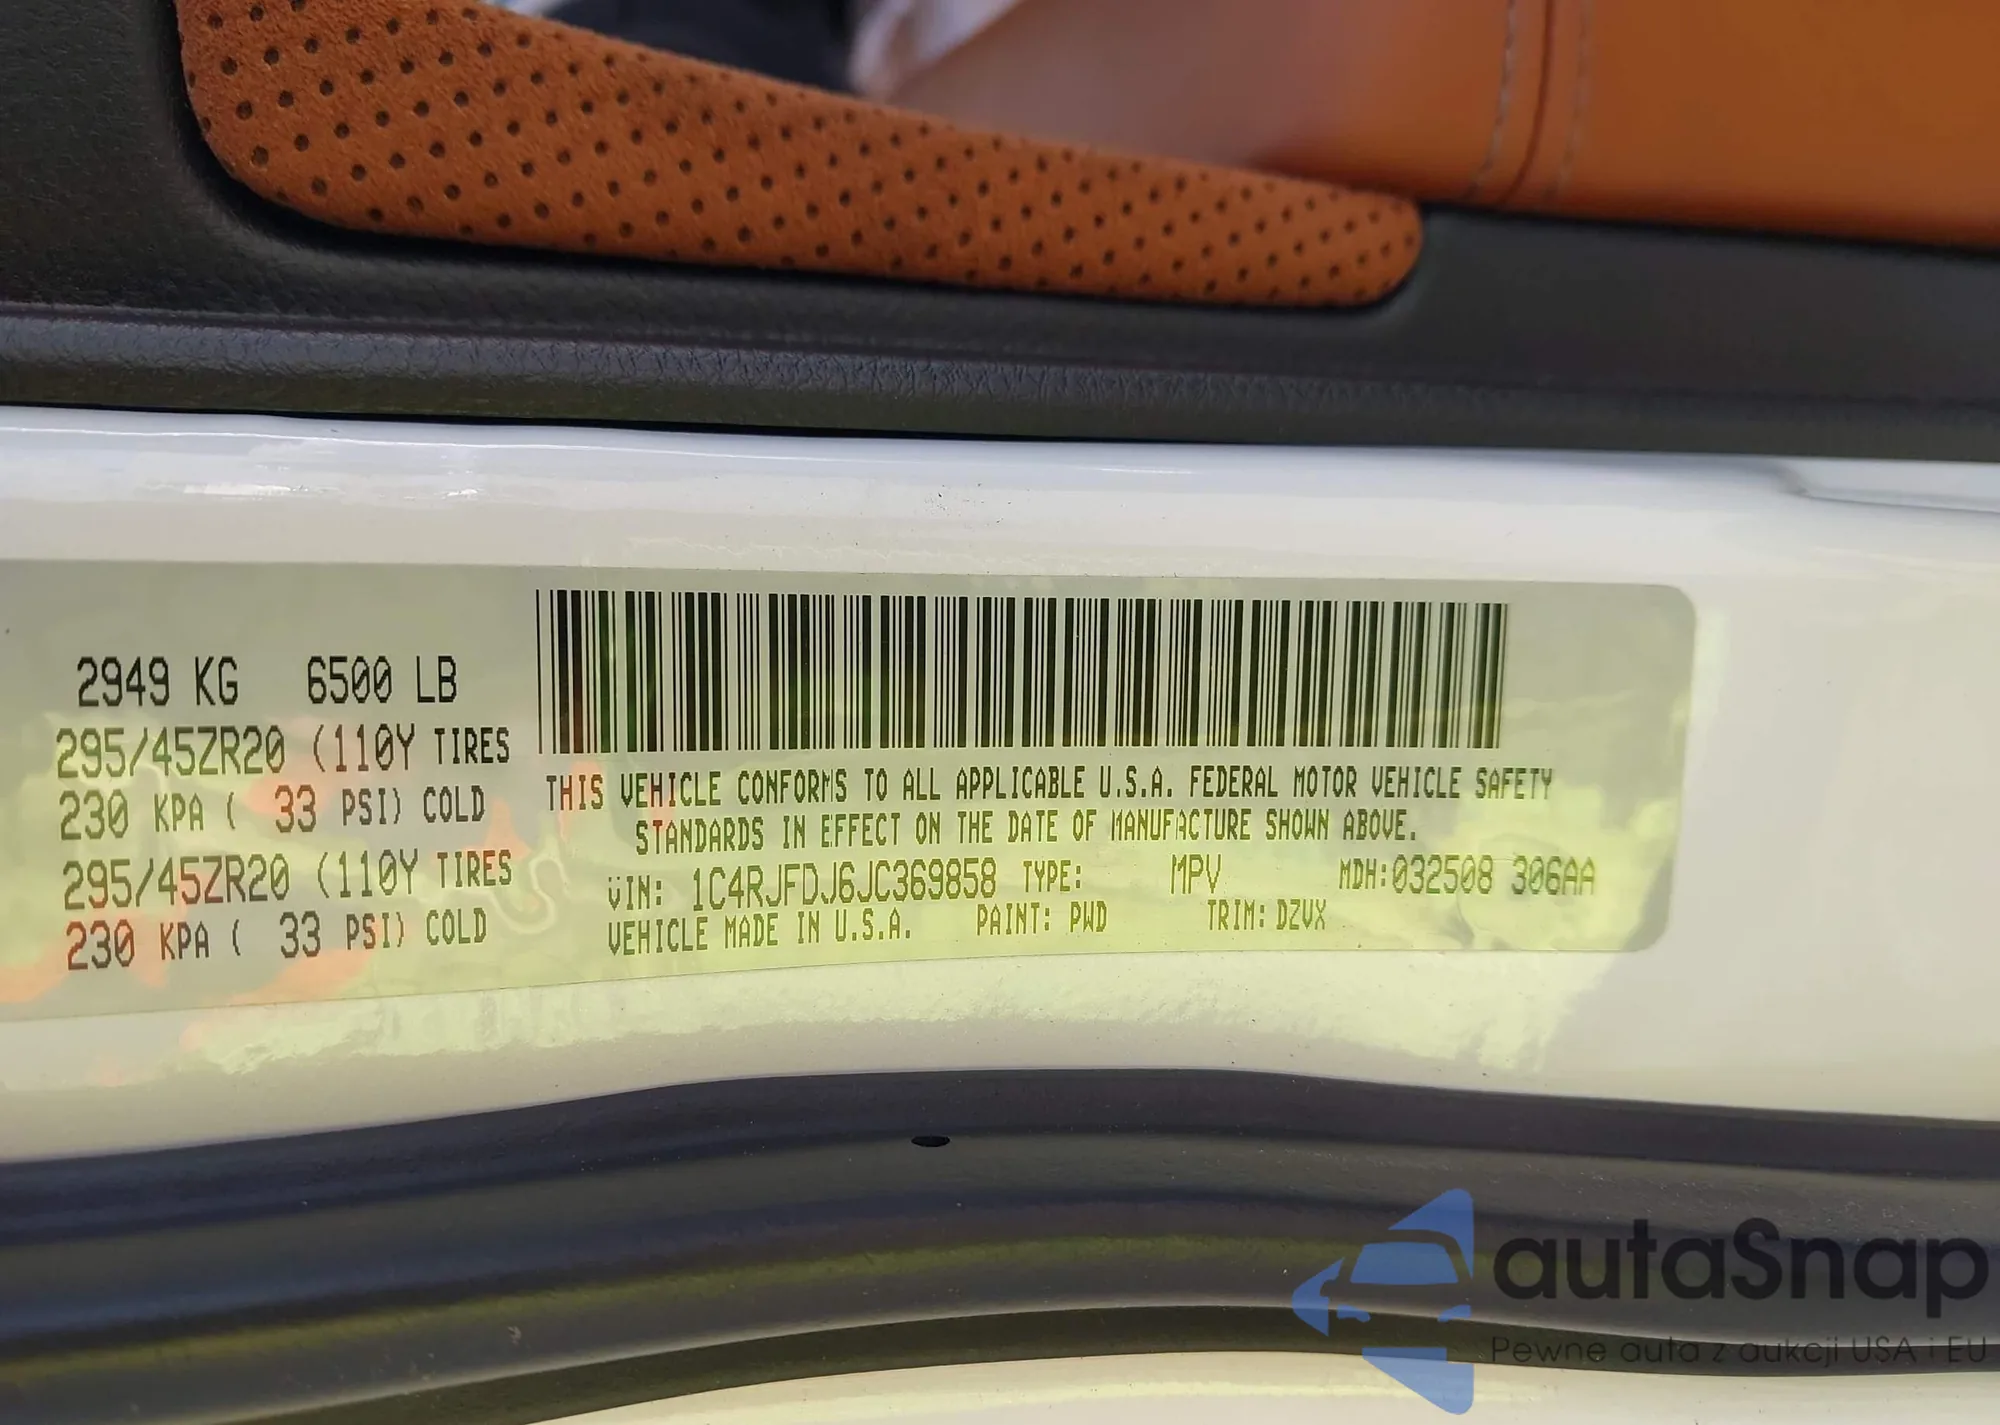 2949 KG 6500 LB
295/45ZR20 (110Y TIRES
230 KPA ( 33 PSI) COLD
295/45ZR20 (110Y TIRES
230 KPA ( 33 PSI) COLD
THIS VEHICLE CONFORMS TO ALL APPLICABLE U.S.A. FEDERAL MOTOR VEHICLE SAFETY
STANDARDS IN EFFECT ON THE DATE OF MANUFACTURE SHOWN ABOVE.
VIN: 1C4RJFDJ6JC369858 TYPE: MPV MDH:032508 306AA
VEHICLE MADE IN U.S.A. PAINT: PWD TRIM: DZVX
autaSnap
Pewne auta z aukcji USA i EU